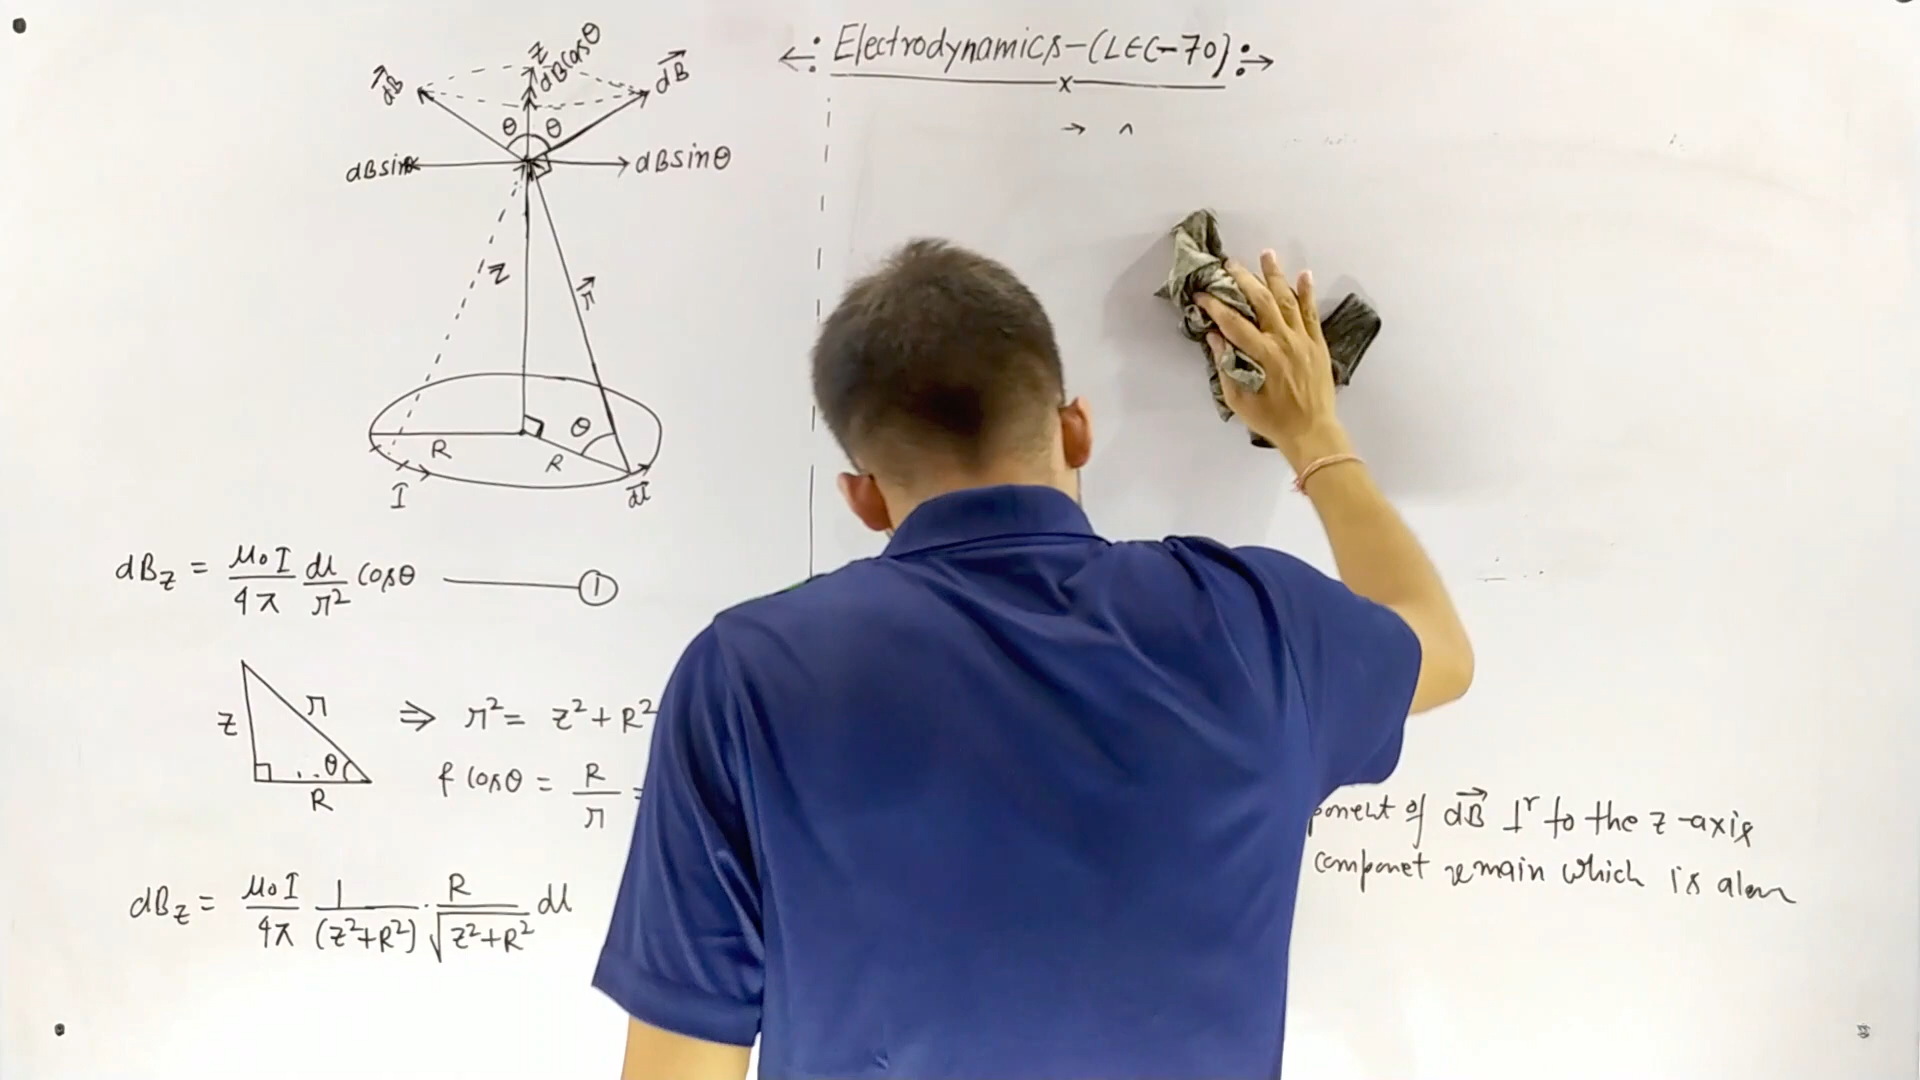 ←: Electrodynamics-(LEC-70):→
x
→ ^
Z
dBcosθ
dB⃗
dB⃗
θ θ
dBsinθ
dBsinθ
Z
r⃗
R
θ
R
I
dl⃗
dB_z = μ₀I/4π dl/r² cosθ ——— ①
Z
r
θ
R
⇒ r² = z²+R²
f cosθ = R/r =
dB_z = μ₀I/4π 1/(z²+R²) · R/√(z²+R²) dl
ponent of dB⃗ ⊥r to the z-axis
componet remain which is alon